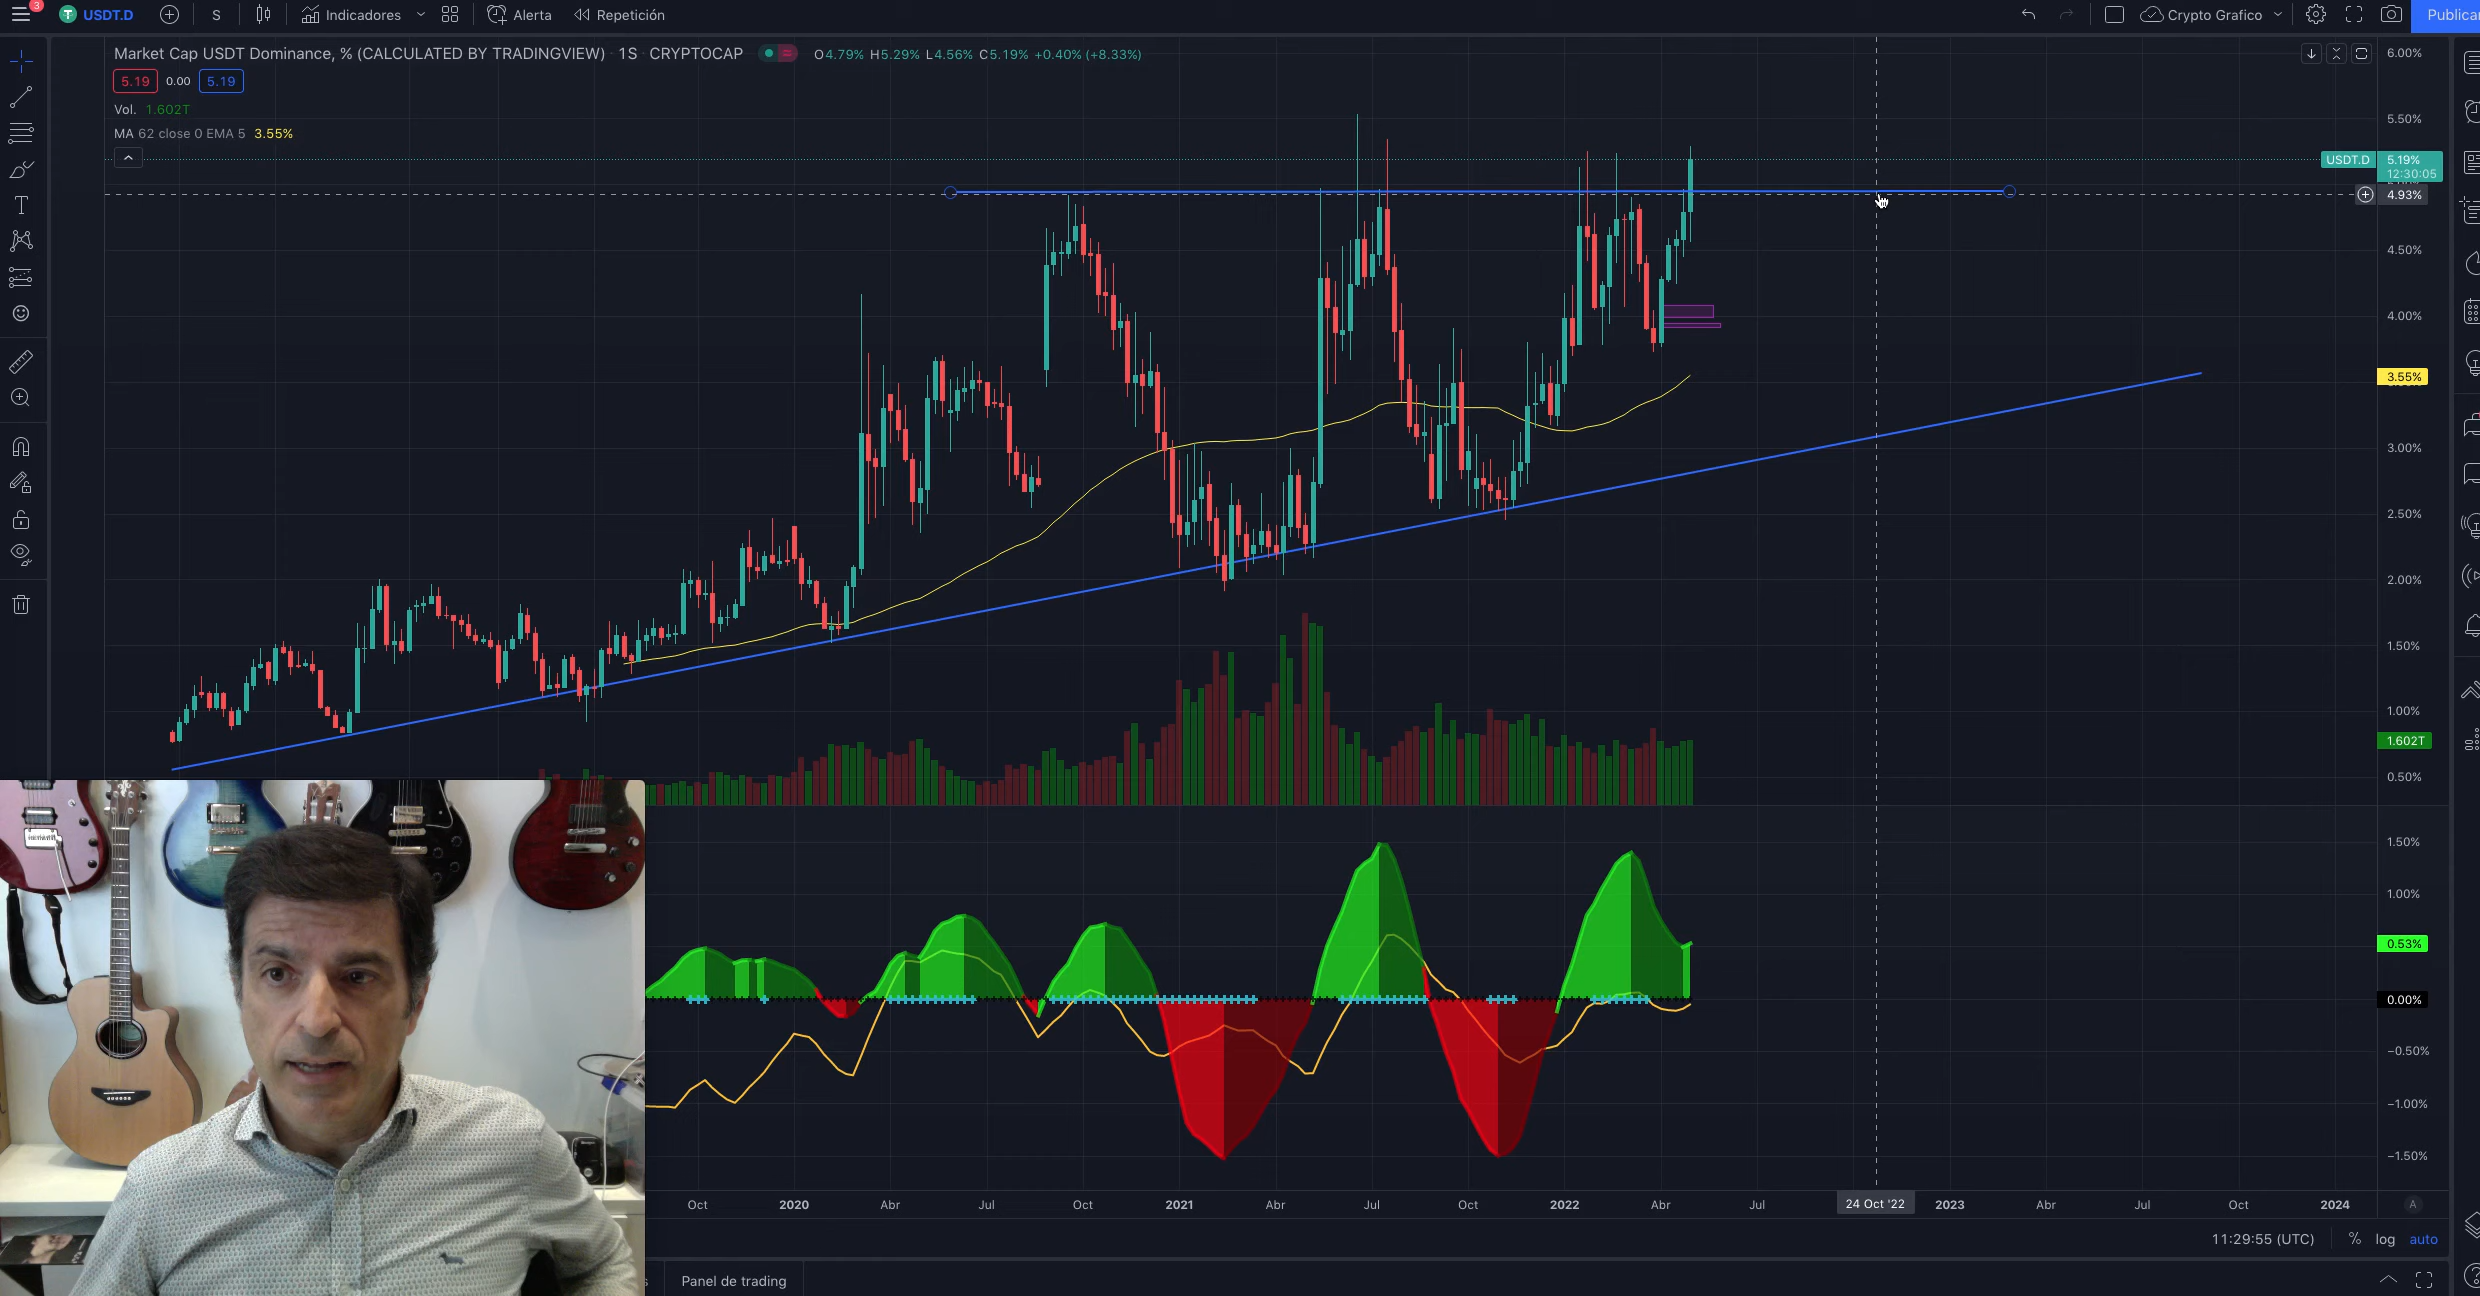 3
USDT.D
S
Indicadores
Alerta
Repetición
Crypto Grafico
Publicar
Market Cap USDT Dominance, % (CALCULATED BY TRADINGVIEW) · 1S · CRYPTOCAP
O4.79% H5.29% L4.56% C5.19% +0.40% (+8.33%)
5.19 0.00 5.19
Vol. 1.602T
MA 62 close 0 EMA 5 3.55%
6.00%
5.50%
USDT.D 5.19%
12:30:05
4.93%
4.50%
4.00%
3.55%
3.00%
2.50%
2.00%
1.50%
1.00%
1.602T
0.50%
1.50%
1.00%
0.53%
0.00%
−0.50%
−1.00%
−1.50%
Oct 2020 Abr Jul Oct 2021 Abr Jul Oct 2022 Abr Jul 24 Oct '22 2023 Abr Jul Oct 2024 A
11:29:55 (UTC) % log auto
s Panel de trading